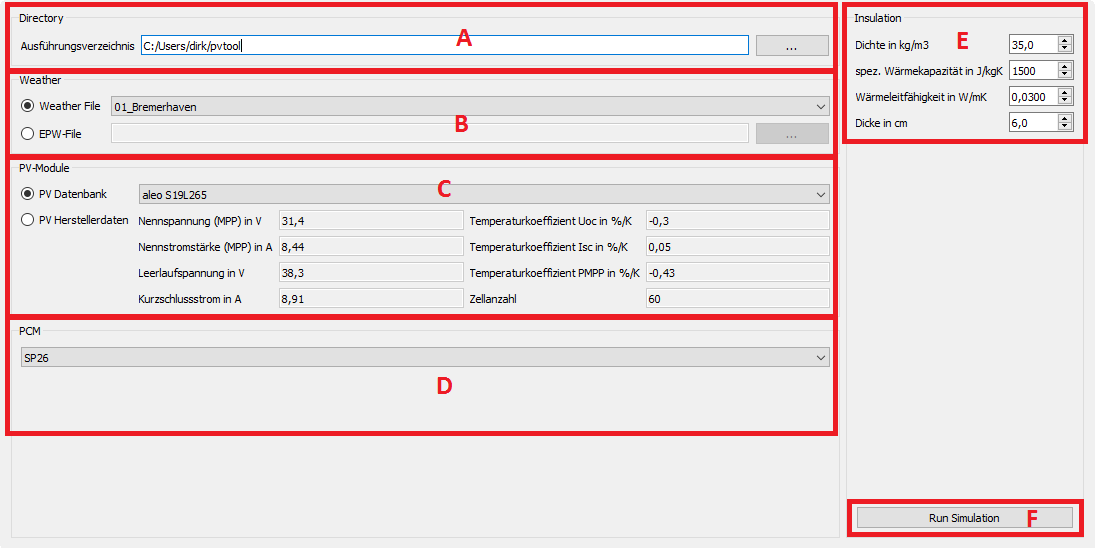 Directory
A
Ausführungsverzeichnis C:/Users/dirk/pvtool ...
Weather
Weather File 01_Bremerhaven
B
EPW-File ...
PV-Module
C
PV Datenbank aleo S19L265
PV Herstellerdaten Nennspannung (MPP) in V 31,4 Temperaturkoeffizient Uoc in %/K -0,3
Nennstromstärke (MPP) in A 8,44 Temperaturkoeffizient Isc in %/K 0,05
Leerlaufspannung in V 38,3 Temperaturkoeffizient PMPP in %/K -0,43
Kurzschlussstrom in A 8,91 Zellanzahl 60
PCM
SP26
D
Insulation
E
Dichte in kg/m3 35,0
spez. Wärmekapazität in J/kgK 1500
Wärmeleitfähigkeit in W/mK 0,0300
Dicke in cm 6,0
Run Simulation F